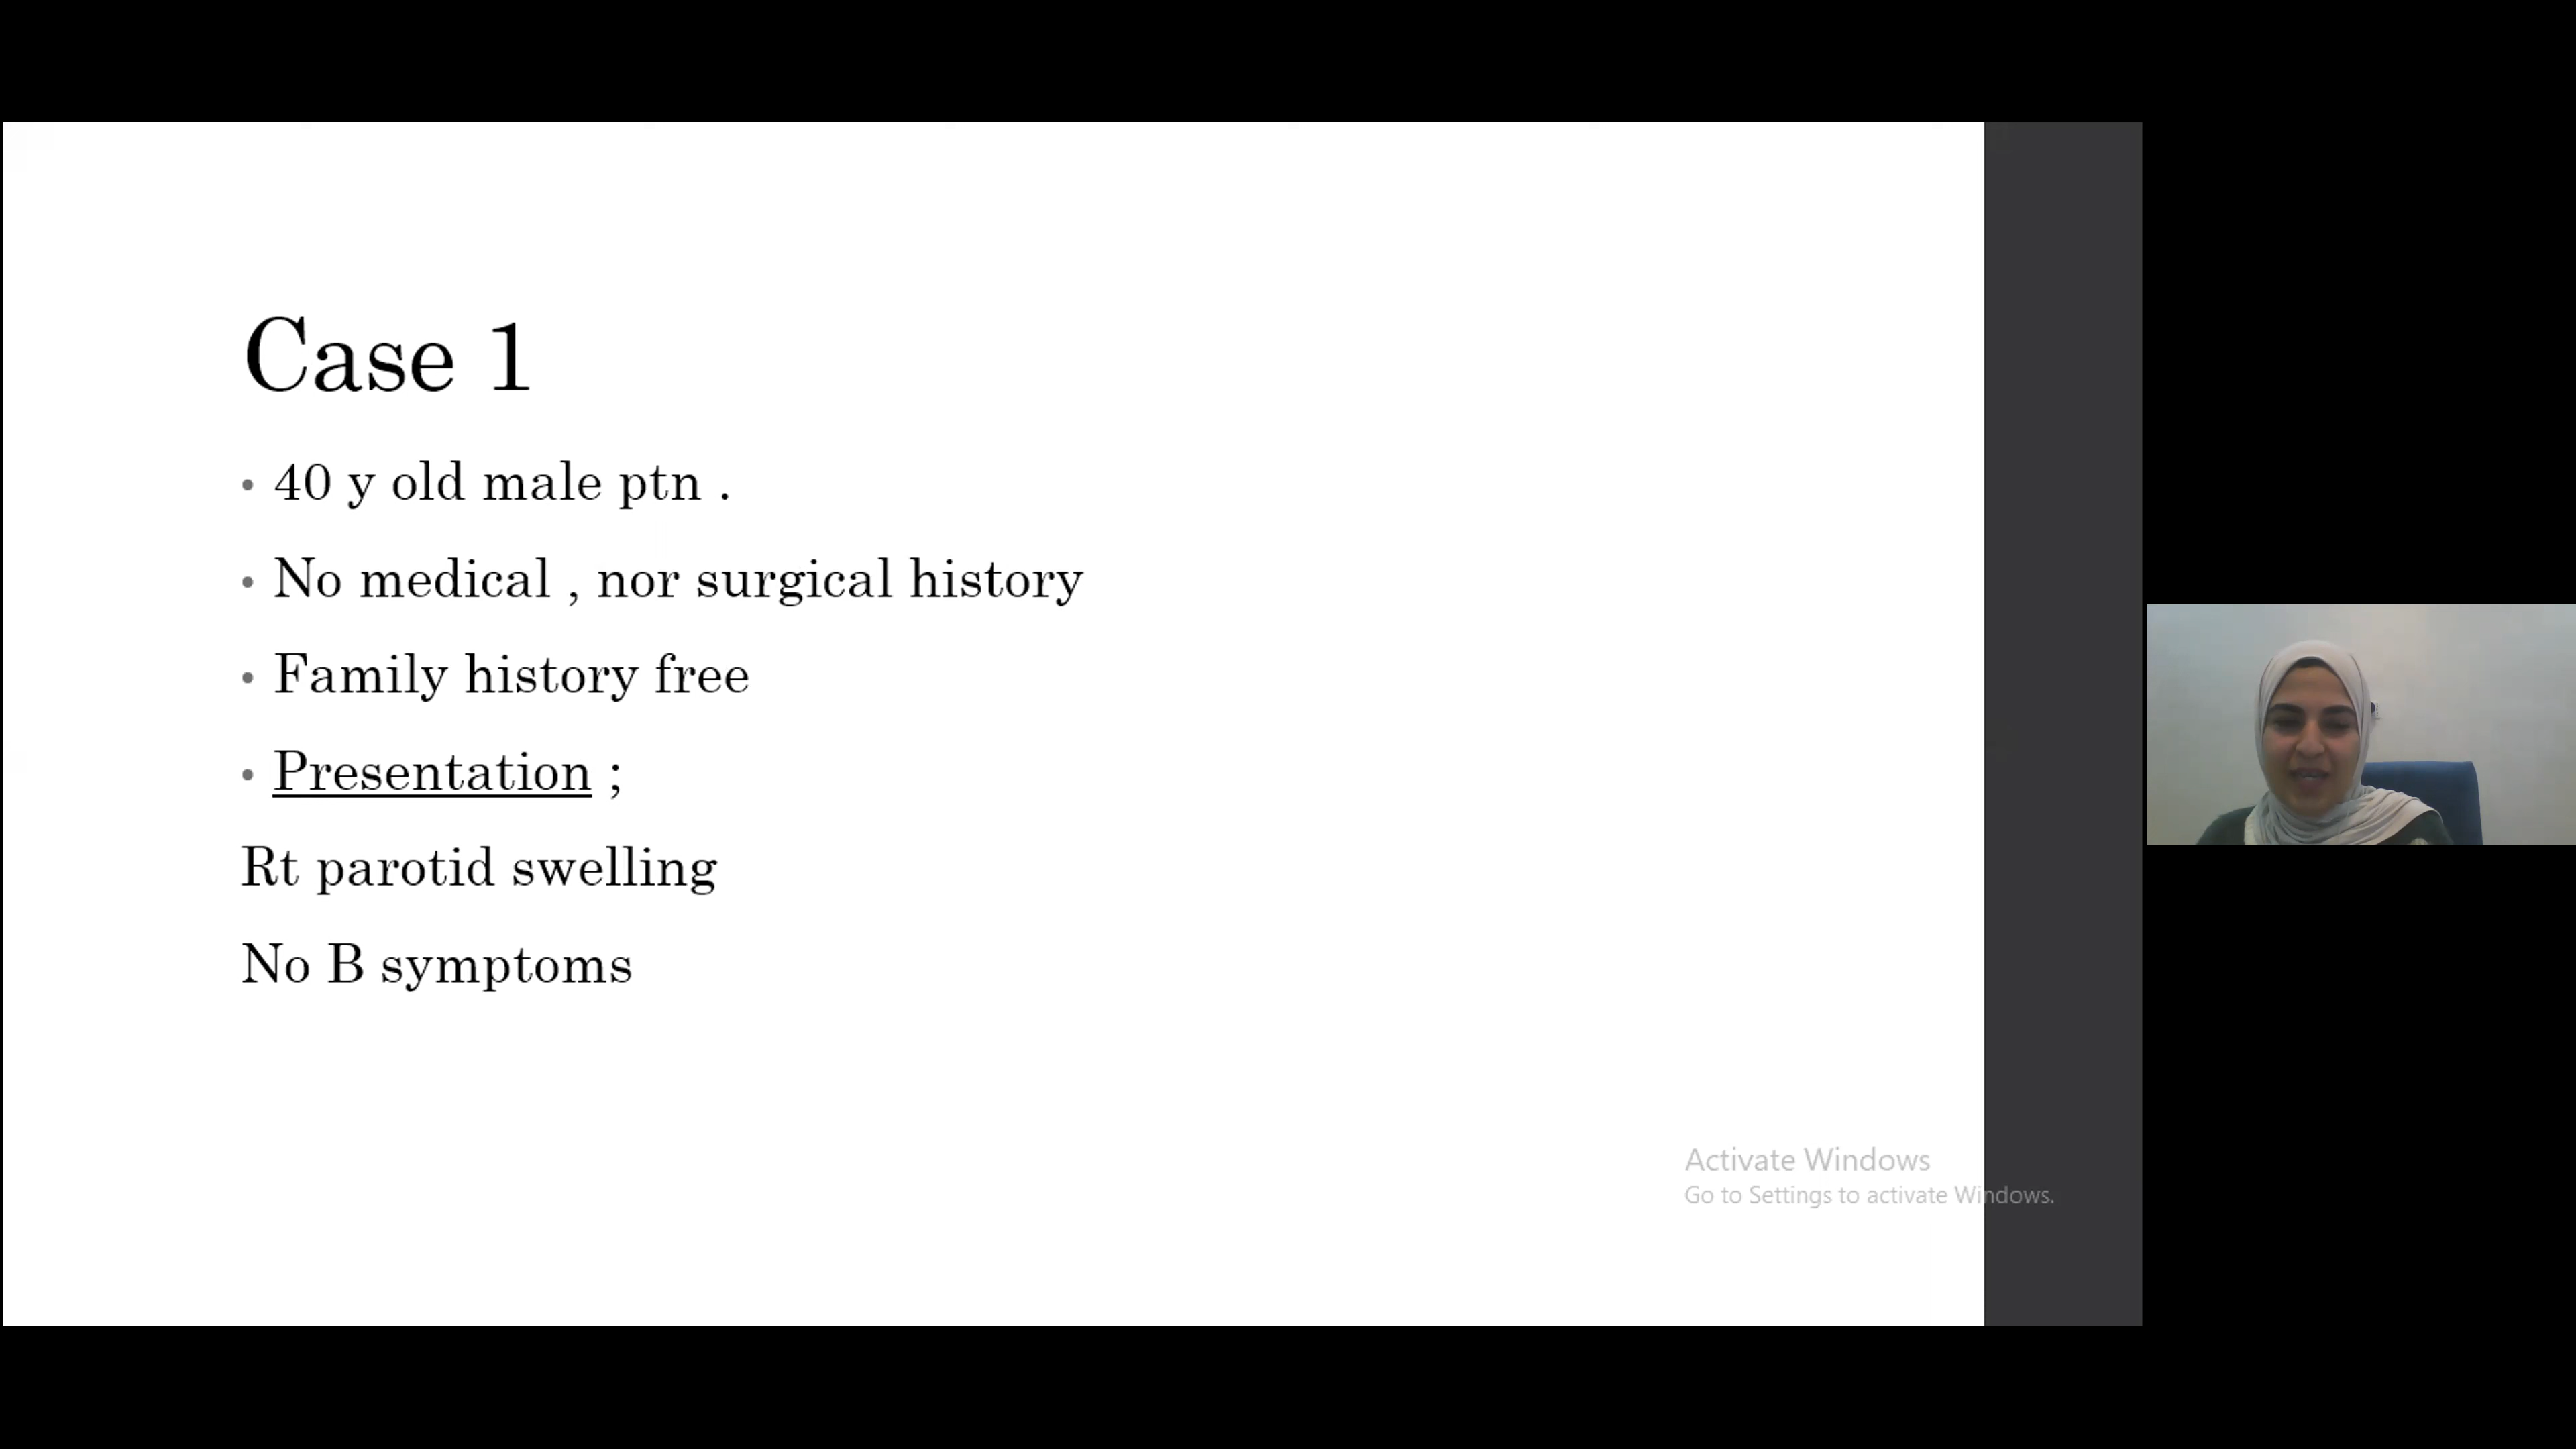 Case 1
• 40 y old male ptn .
• No medical , nor surgical history
• Family history free
• Presentation ;
Rt parotid swelling
No B symptoms
Activate Windows
Go to Settings to activate Windows.